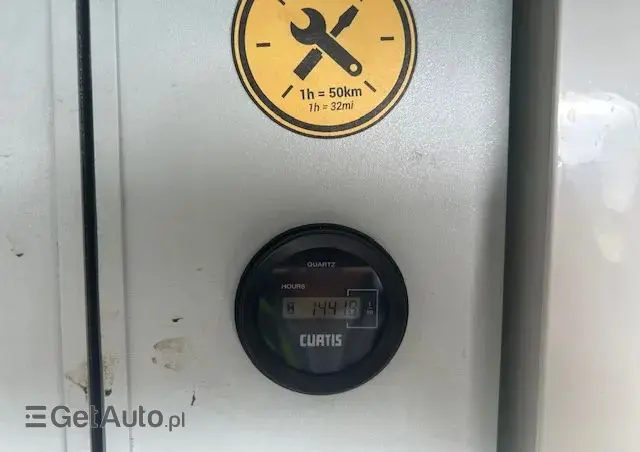 1h = 50km
1h = 32mi
QUARTZ
HOURS
CURTIS
GetAuto.pl